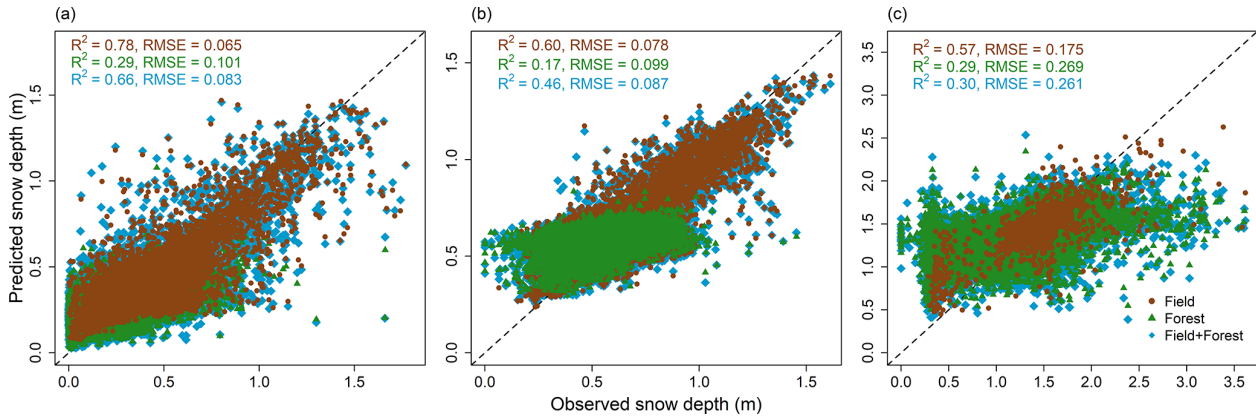 (a)
R² = 0.78, RMSE = 0.065
R² = 0.29, RMSE = 0.101
R² = 0.66, RMSE = 0.083
(b)
R² = 0.60, RMSE = 0.078
R² = 0.17, RMSE = 0.099
R² = 0.46, RMSE = 0.087
(c)
R² = 0.57, RMSE = 0.175
R² = 0.29, RMSE = 0.269
R² = 0.30, RMSE = 0.261
Predicted snow depth (m)
1.5
1.0
0.5
0.0
1.5
1.0
0.5
0.0
3.5
3.0
2.5
2.0
1.5
1.0
0.5
0.0
Field
Forest
Field+Forest
0.0 0.5 1.0 1.5
0.0 0.5 1.0 1.5
0.0 0.5 1.0 1.5 2.0 2.5 3.0 3.5
Observed snow depth (m)